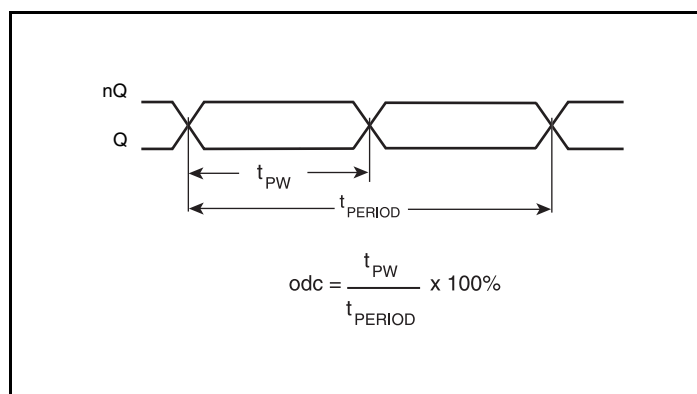 nQ
Q
tPW
tPERIOD
odc = tPW / tPERIOD x 100%